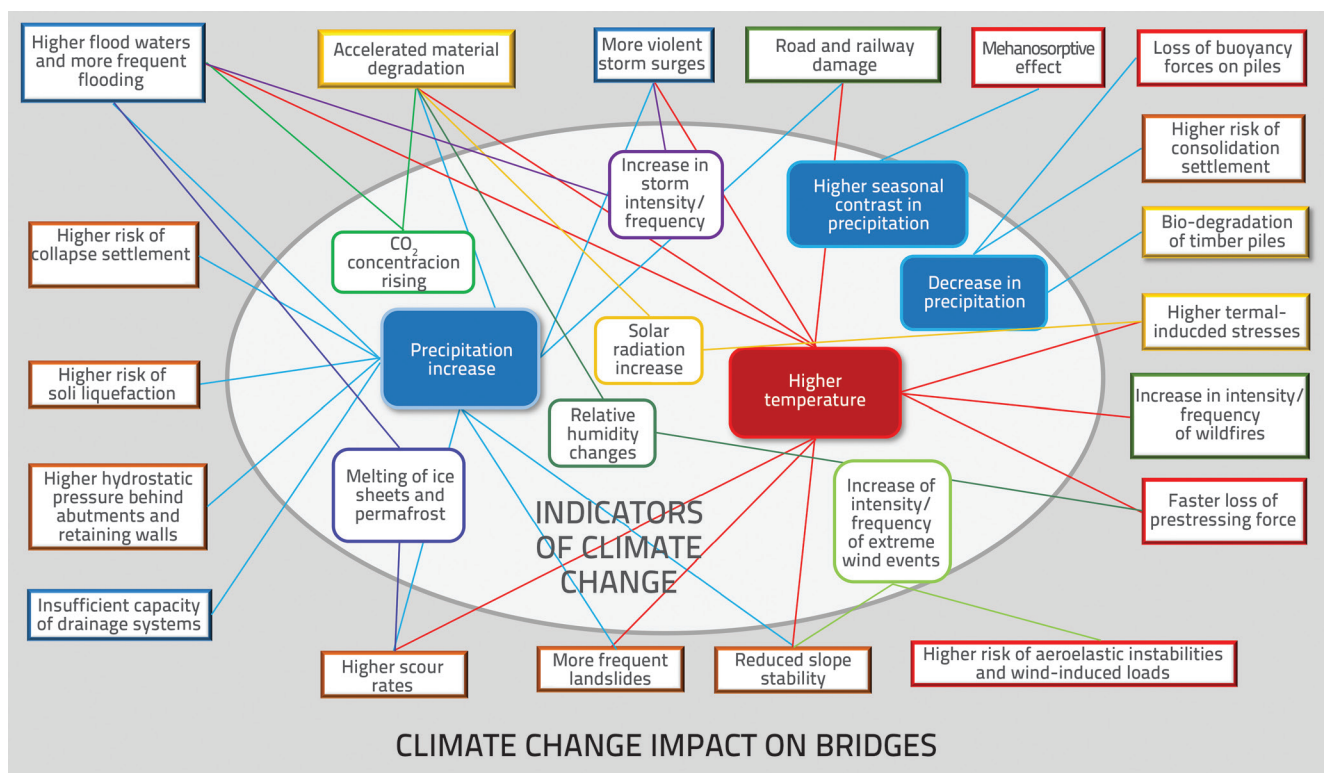 Higher flood waters
and more frequent
flooding
Accelerated material
degradation
More violent
storm surges
Road and railway
damage
Mehanosorptive
effect
Loss of buoyancy
forces on piles
Higher risk of
consolidation
settlement
Increase in
storm
intensity/
frequency
Higher seasonal
contrast in
precipitation
Bio-degradation
of timber piles
Higher risk of
collapse settlement
CO2
concentracion
rising
Decrease in
precipitation
Higher termal-
inducded stresses
Precipitation
increase
Solar
radiation
increase
Higher
temperature
Higher risk of
soli liquefaction
Relative
humidity
changes
Increase in intensity/
frequency
of wildfires
Higher hydrostatic
pressure behind
abutments and
retaining walls
Melting of ice
sheets and
permafrost
INDICATORS
OF CLIMATE
CHANGE
Increase of
intensity/
frequency
of extreme
wind events
Faster loss of
prestressing force
Insufficient capacity
of drainage systems
Higher scour
rates
More frequent
landslides
Reduced slope
stability
Higher risk of aeroelastic instabilities
and wind-induced loads
CLIMATE CHANGE IMPACT ON BRIDGES